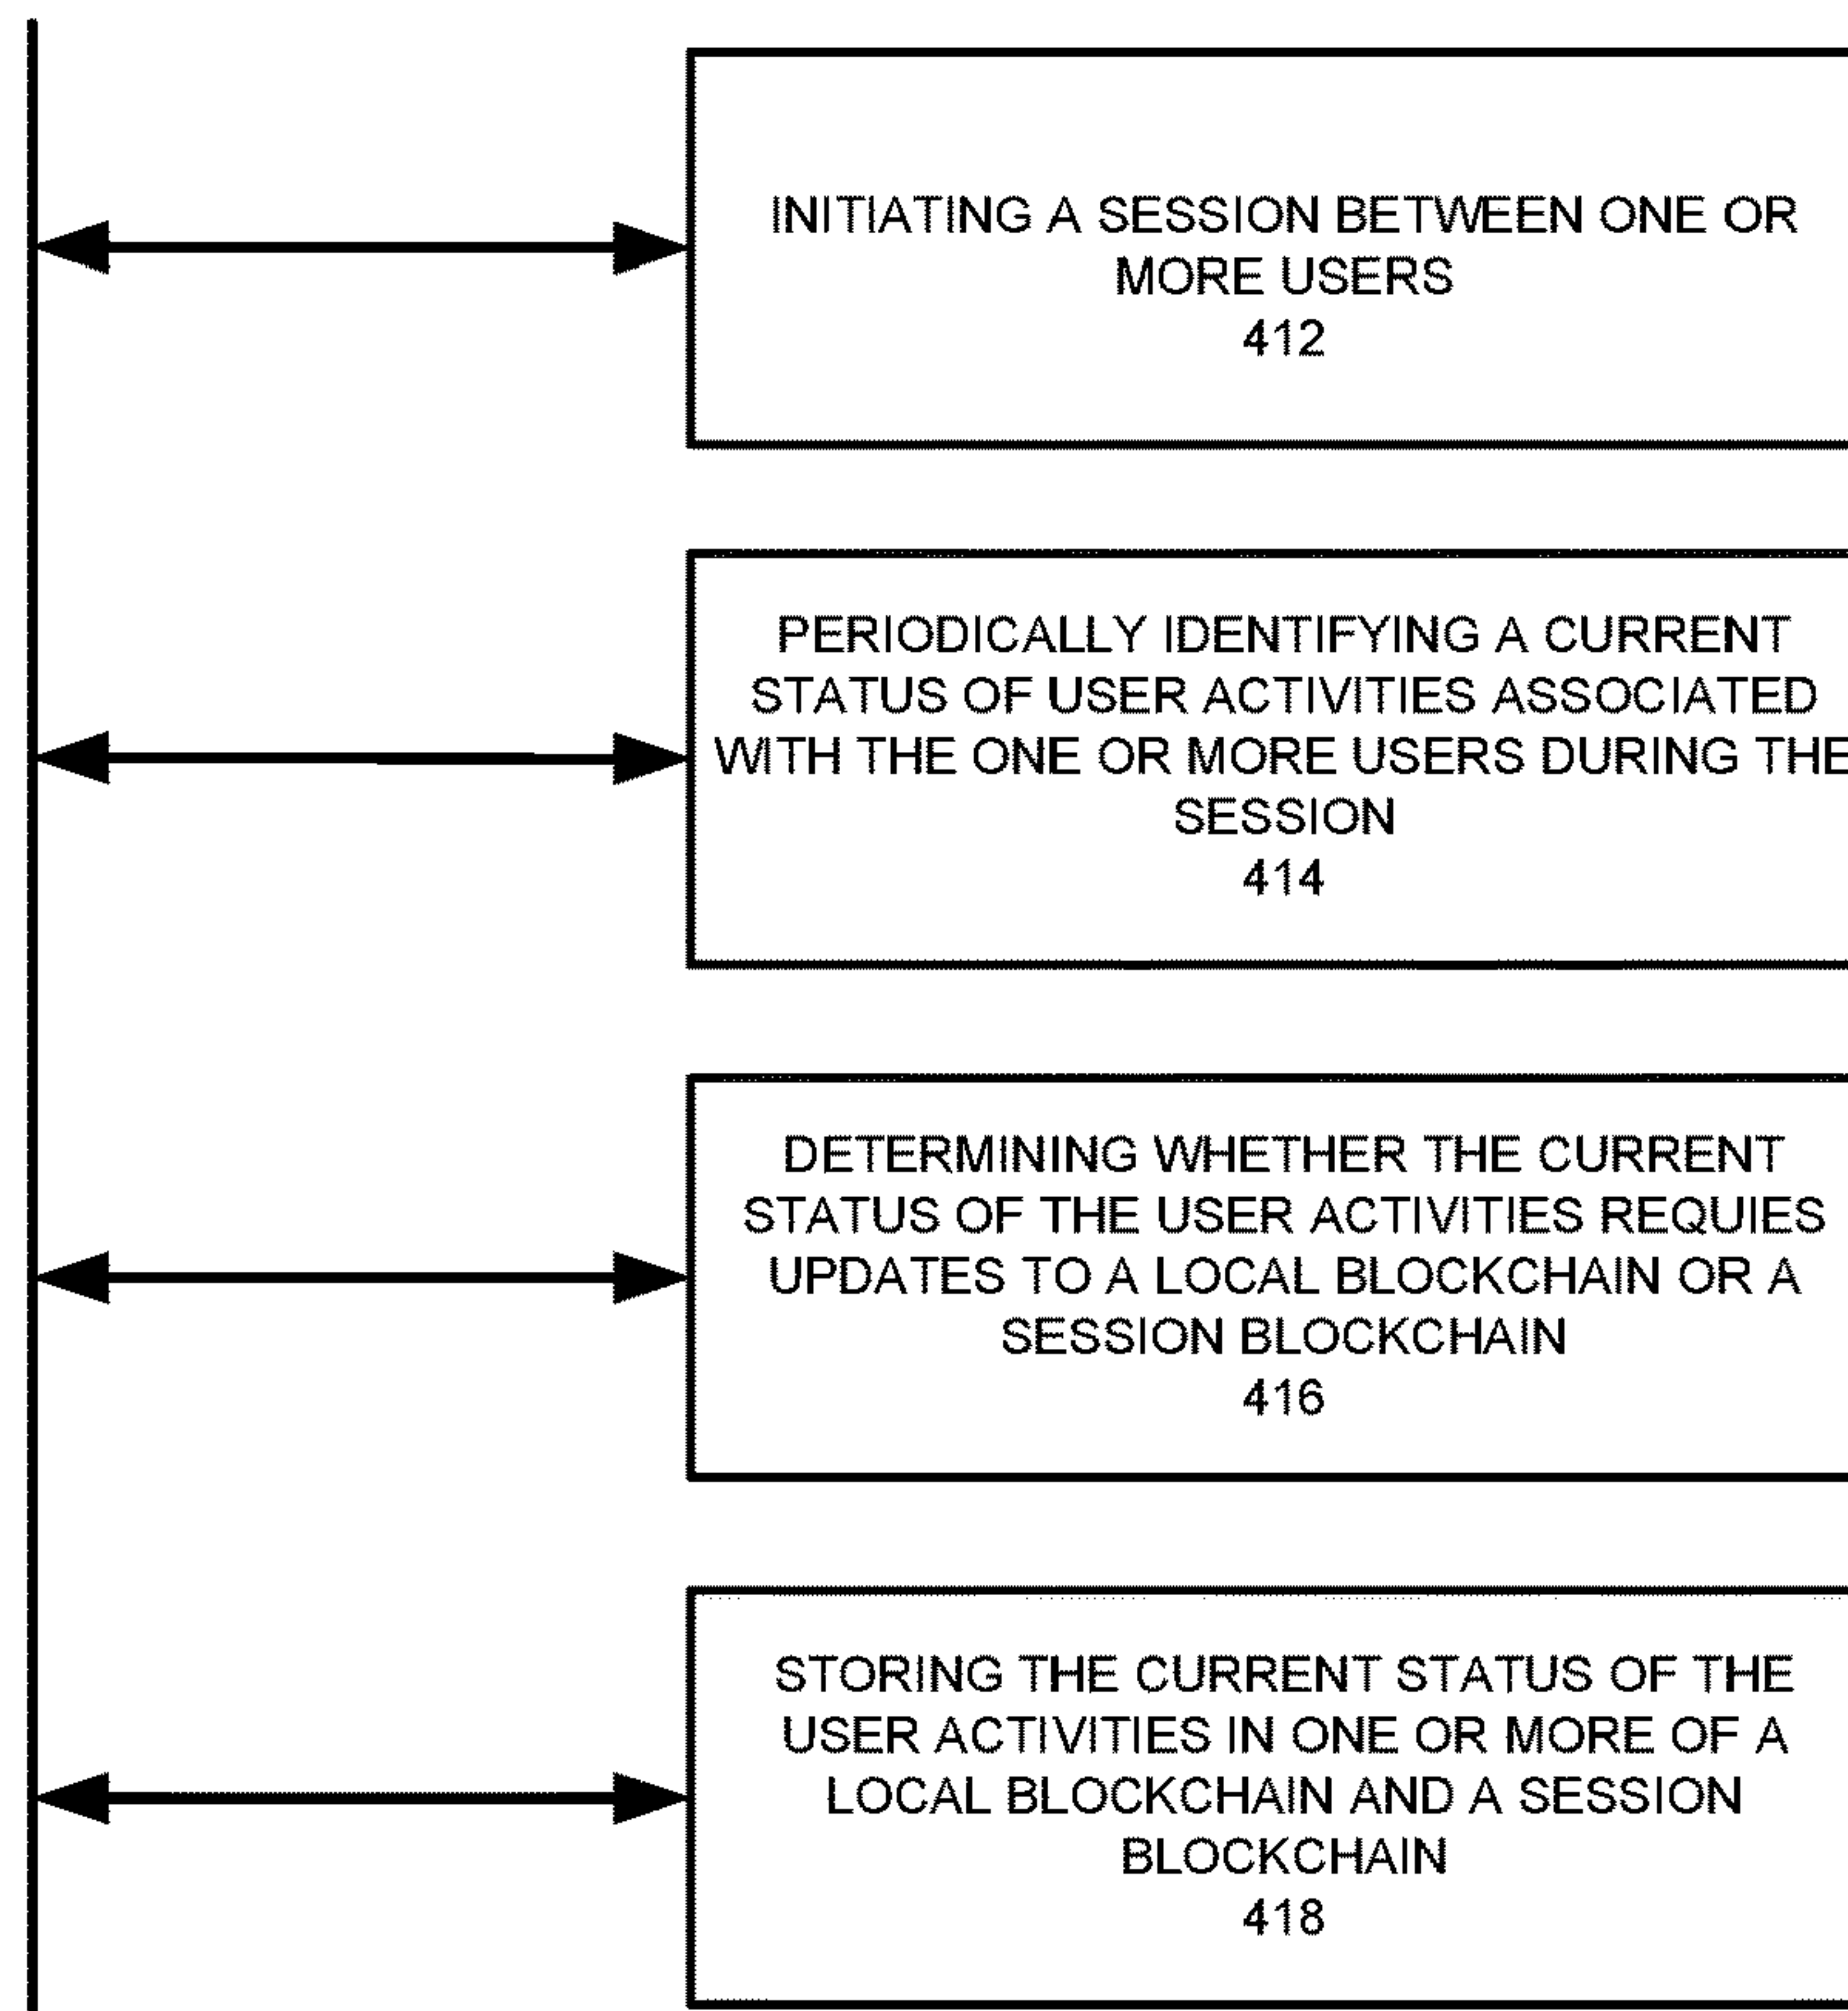 INITIATING A SESSION BETWEEN ONE OR
MORE USERS
412
PERIODICALLY IDENTIFYING A CURRENT
STATUS OF USER ACTIVITIES ASSOCIATED
WITH THE ONE OR MORE USERS DURING THE
SESSION
414
DETERMINING WHETHER THE CURRENT
STATUS OF THE USER ACTIVITIES REQUIES
UPDATES TO A LOCAL BLOCKCHAIN OR A
SESSION BLOCKCHAIN
416
STORING THE CURRENT STATUS OF THE
USER ACTIVITIES IN ONE OR MORE OF A
LOCAL BLOCKCHAIN AND A SESSION
BLOCKCHAIN
418